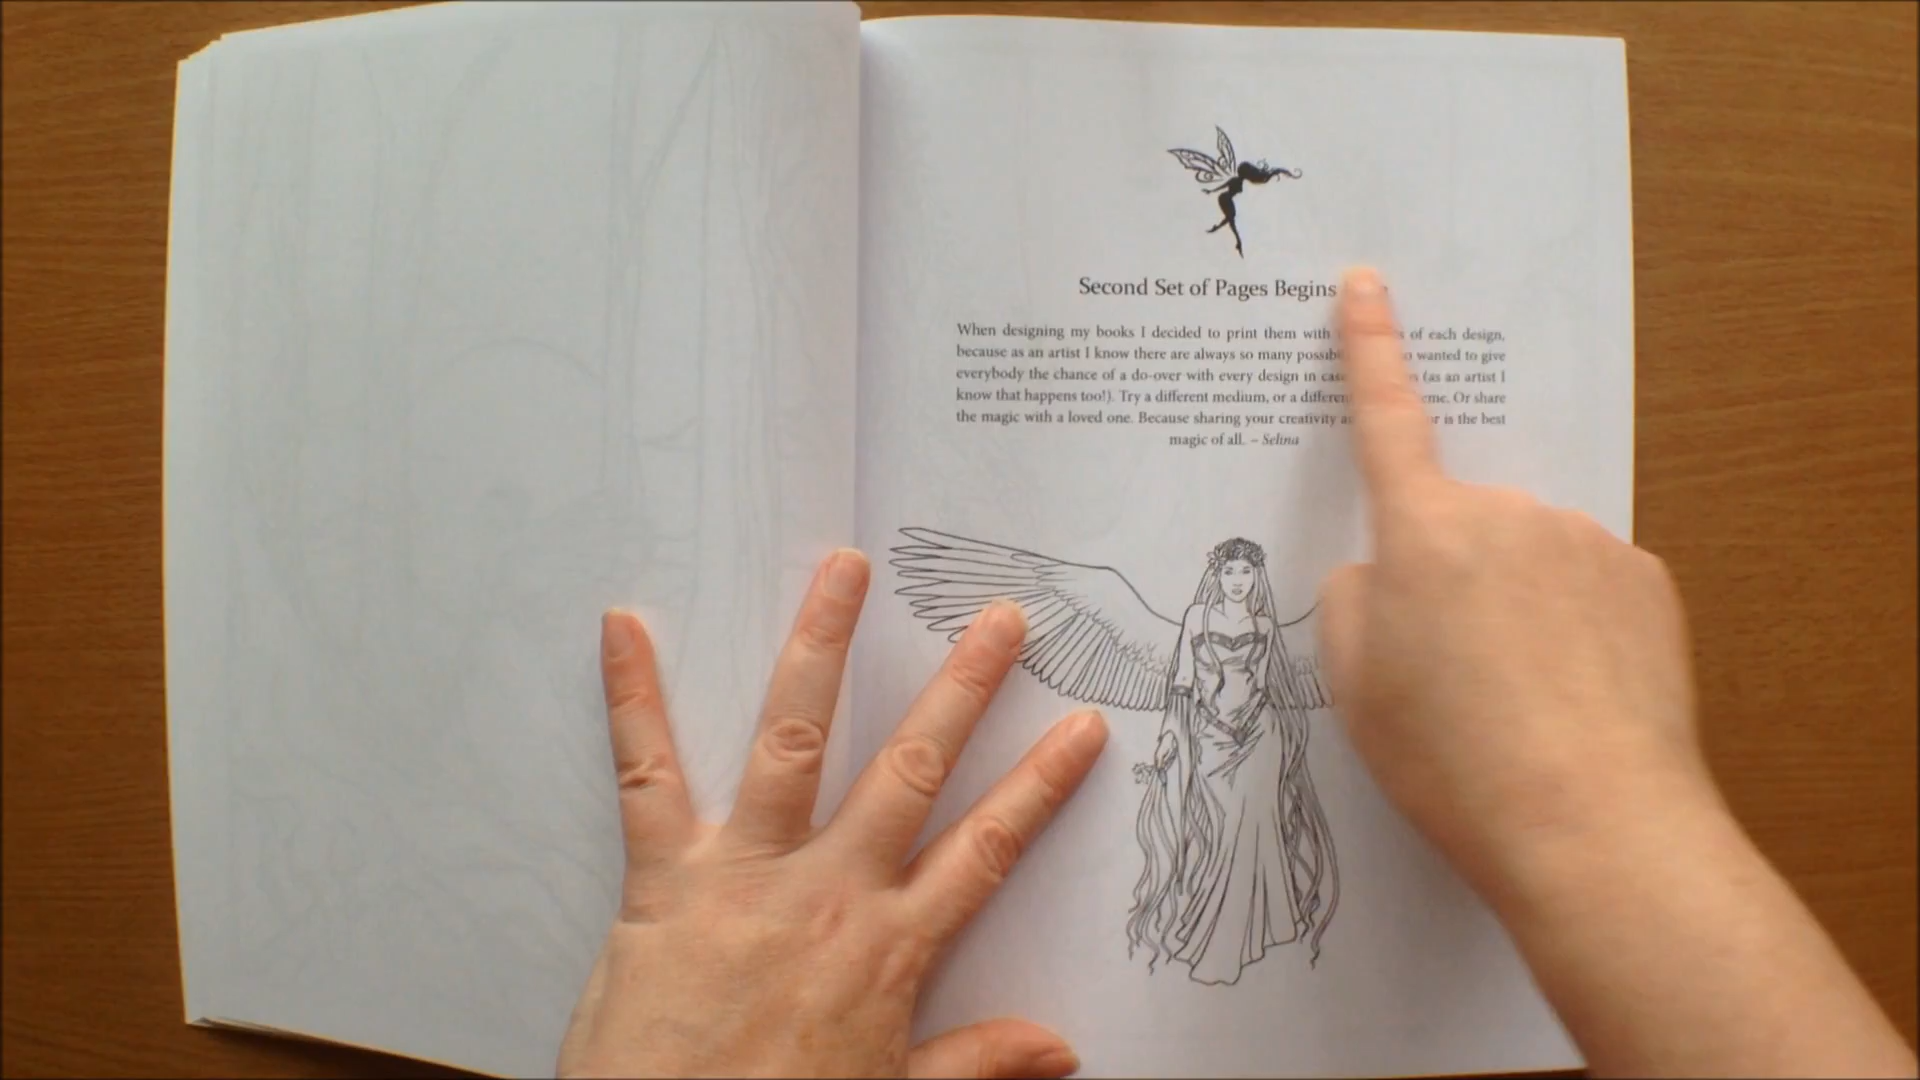 Second Set of Pages Begins
When designing my books I decided to print them with of each design,
because as an artist I know there are always so many wanted to give
everybody the chance of a do-over with every design in (as an artist I
know that happens too!). Try a different medium, or a Or share
the magic with a loved one. Because sharing your creativity is the best
magic of all. – Selina